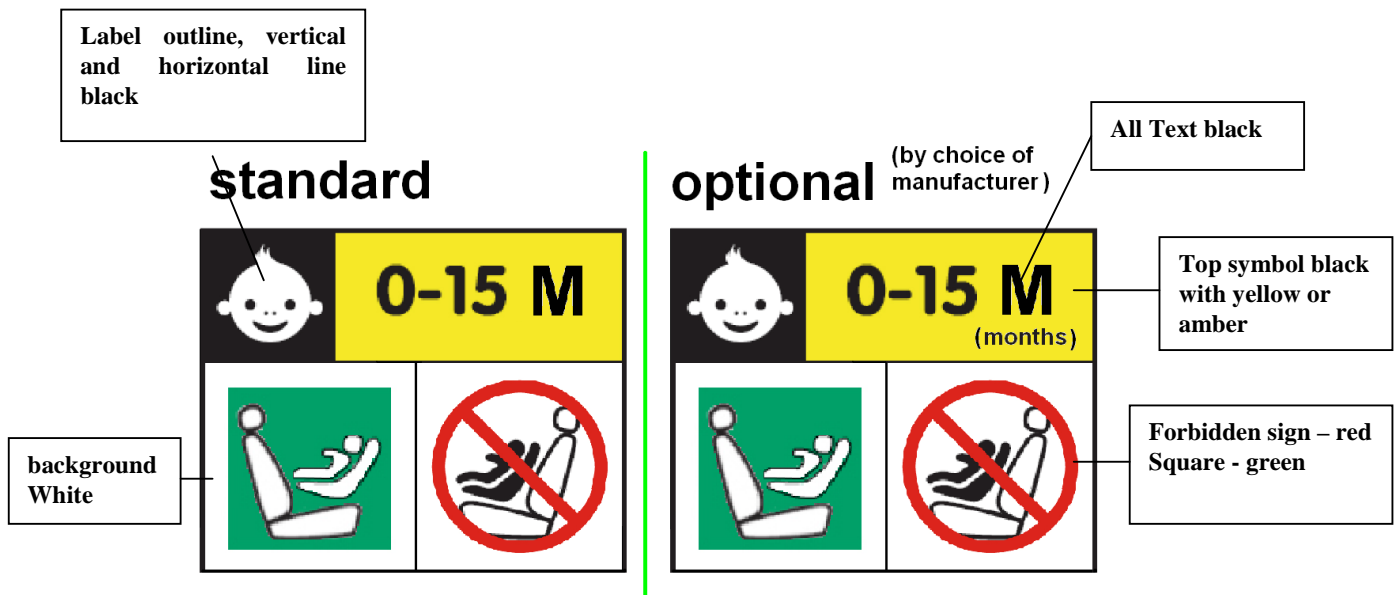 Label outline, vertical
and horizontal line
black
All Text black
standard
optional
(by choice of
manufacturer)
0-15 M
0-15 M
(months)
Top symbol black
with yellow or
amber
background
White
Forbidden sign – red
Square - green